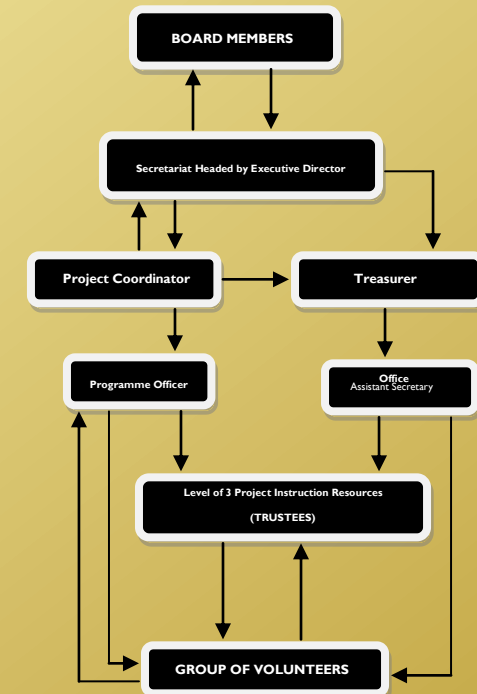 BOARD MEMBERS
Secretariat Headed by Executive Director
Project Coordinator
Treasurer
Programme Officer
Office
Assistant Secretary
Level of 3 Project Instruction Resources
(TRUSTEES)
GROUP OF VOLUNTEERS